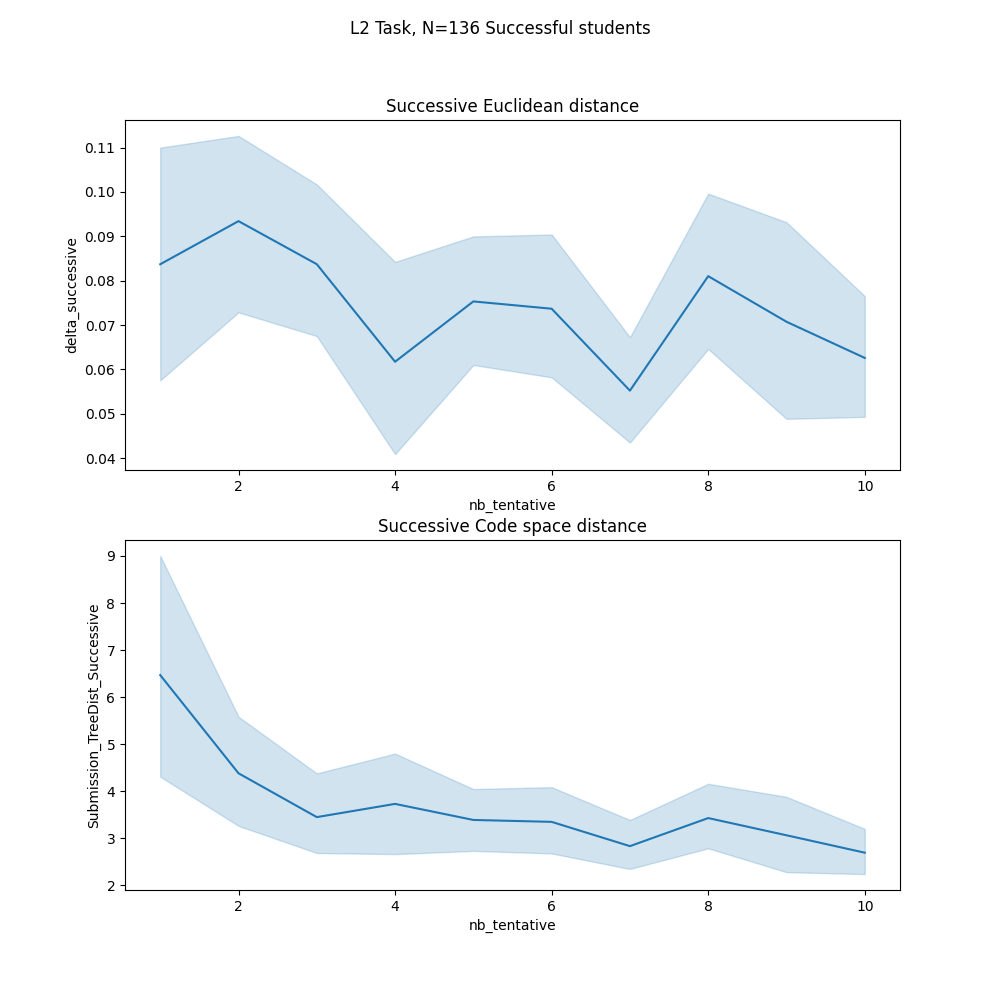 L2 Task, N=136 Successful students
Successive Euclidean distance
0.11
0.10
0.09
0.08
0.07
0.06
0.05
0.04
delta_successive
2 4 6 8 10
nb_tentative
Successive Code space distance
9
8
7
6
5
4
3
2
Submission_TreeDist_Successive
2 4 6 8 10
nb_tentative